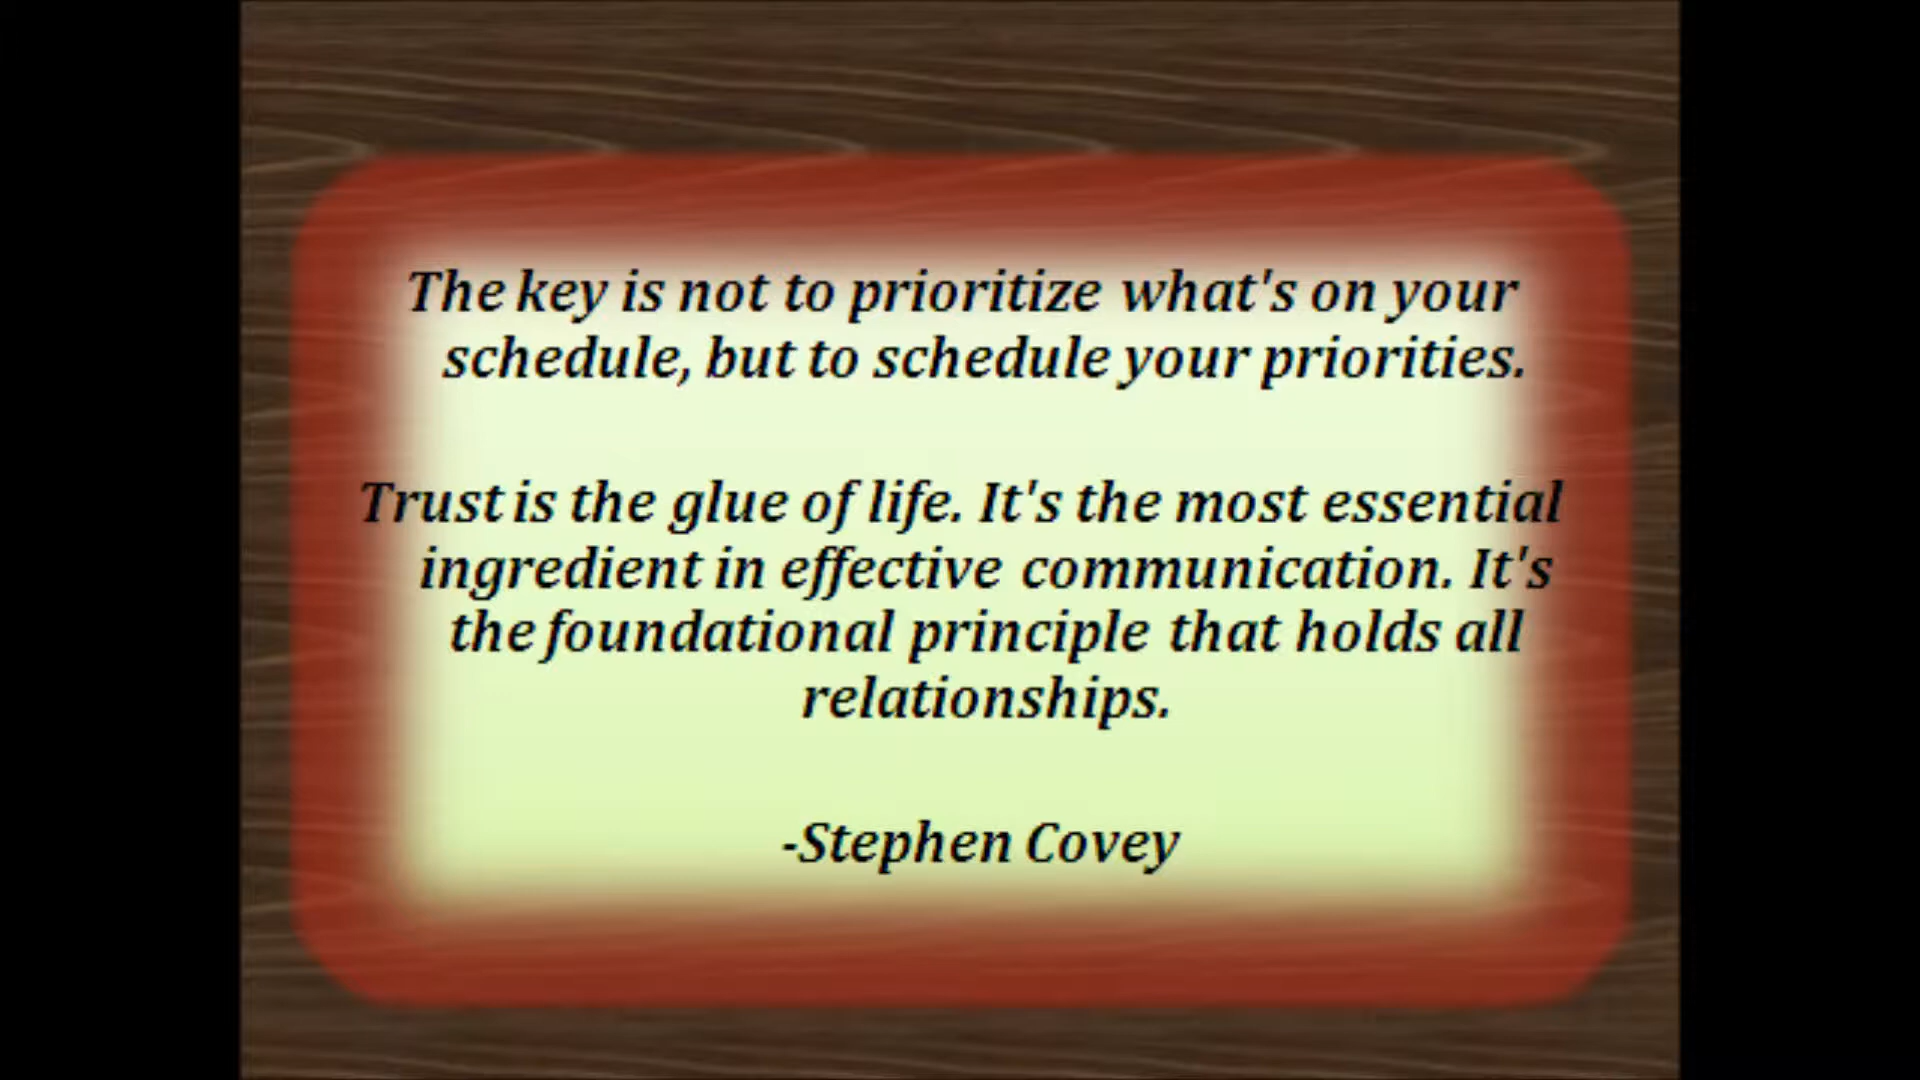 The key is not to prioritize what's on your
schedule, but to schedule your priorities.
Trust is the glue of life. It's the most essential
ingredient in effective communication. It's
the foundational principle that holds all
relationships.
-Stephen Covey